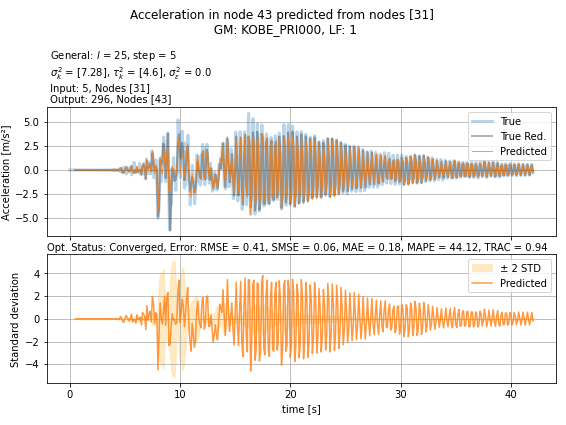 Acceleration in node 43 predicted from nodes [31]
GM: KOBE_PRI000, LF: 1
General: l = 25, step = 5
σ²ₖ = [7.28], τ²ₖ = [4.6], σ²ε = 0.0
Input: 5, Nodes [31]
Output: 296, Nodes [43]
Acceleration [m/s²]
5.0
2.5
0.0
−2.5
−5.0
True
True Red.
Predicted
Opt. Status: Converged, Error: RMSE = 0.41, SMSE = 0.06, MAE = 0.18, MAPE = 44.12, TRAC = 0.94
Standard deviation
4
2
0
−2
−4
± 2 STD
Predicted
0 10 20 30 40
time [s]